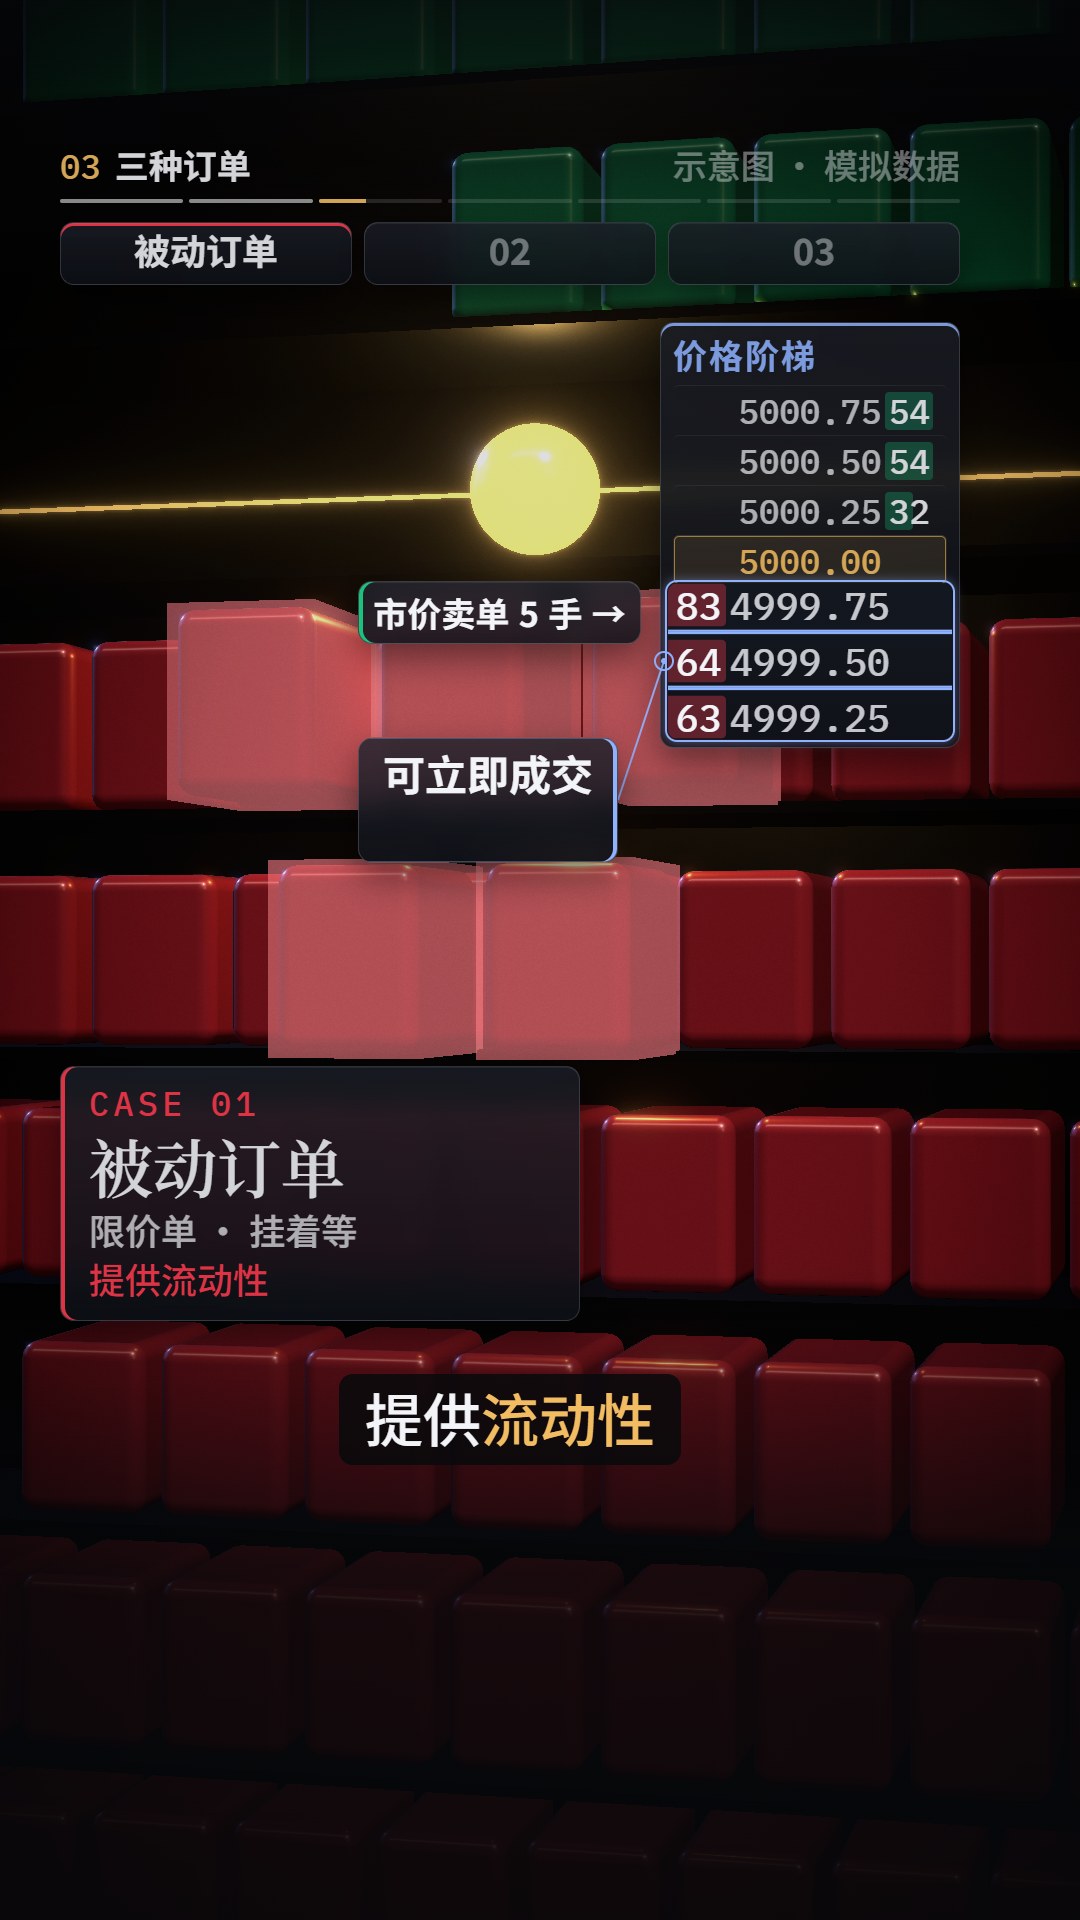 03 三种订单
示意图 · 模拟数据
被动订单
02
03
价格阶梯
5000.75 54
5000.50 54
5000.25 32
5000.00
83 4999.75
64 4999.50
63 4999.25
市价卖单 5 手 →
可立即成交
CASE 01
被动订单
限价单 · 挂着等
提供流动性
提供流动性